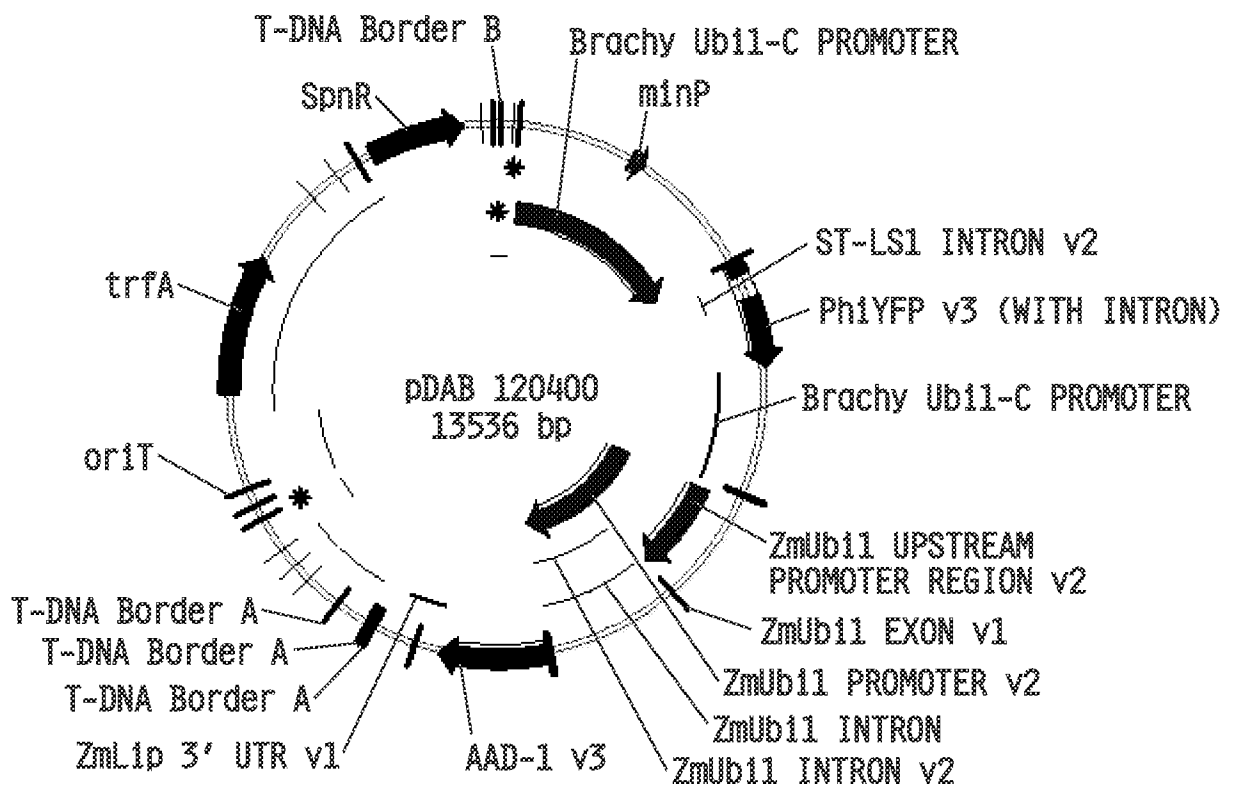 T-DNA Border B
Brachy Ubi1-C PROMOTER
SpnR
minP
ST-LS1 INTRON v2
trfA
PhiYFP v3 (WITH INTRON)
pDAB 120400
13536 bp
Brachy Ubi1-C PROMOTER
oriT
ZmUbi1 UPSTREAM
PROMOTER REGION v2
T-DNA Border A
ZmUbi1 EXON v1
T-DNA Border A
ZmUbi1 PROMOTER v2
T-DNA Border A
ZmUbi1 INTRON
ZmLip 3' UTR v1
AAD-1 v3
ZmUbi1 INTRON v2